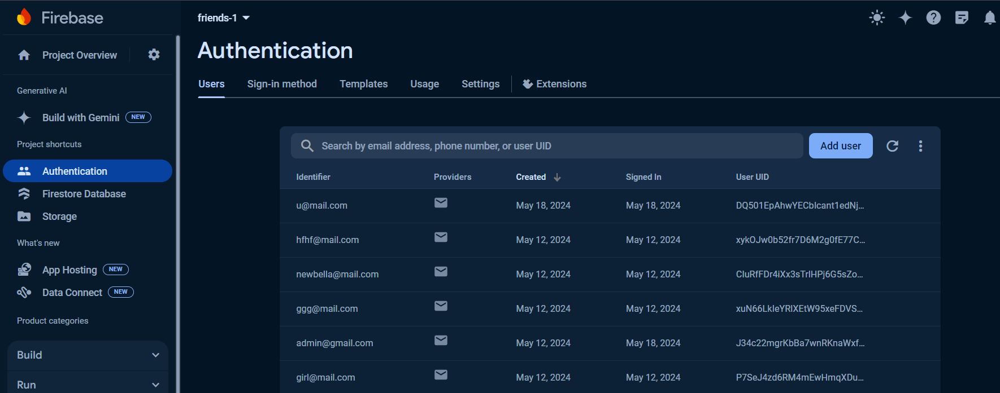 Firebase
friends-1
Project Overview
Authentication
Users Sign-in method Templates Usage Settings Extensions
Generative AI
Build with Gemini NEW
Project shortcuts
Authentication
Firestore Database
Storage
What's new
App Hosting NEW
Data Connect NEW
Product categories
Build
Run
Search by email address, phone number, or user UID Add user
Identifier Providers Created Signed In User UID
u@mail.com May 18, 2024 May 18, 2024 DQ501EpAhwYECbIcant1edNj...
hfhf@mail.com May 12, 2024 May 12, 2024 xykOJw0b52fr7D6M2g0fE77C...
newbella@mail.com May 12, 2024 May 12, 2024 CIuRfFDr4iXx3sTrIHPj6G5sZo...
ggg@mail.com May 12, 2024 May 12, 2024 xuN66LkIeYRlXEtW95xeFDVS...
admin@gmail.com May 12, 2024 May 18, 2024 J34c22mgrKbBa7wnRKnaWxf...
girl@mail.com May 12, 2024 May 12, 2024 P7SeJ4zd6RM4mEwHmqXDu...